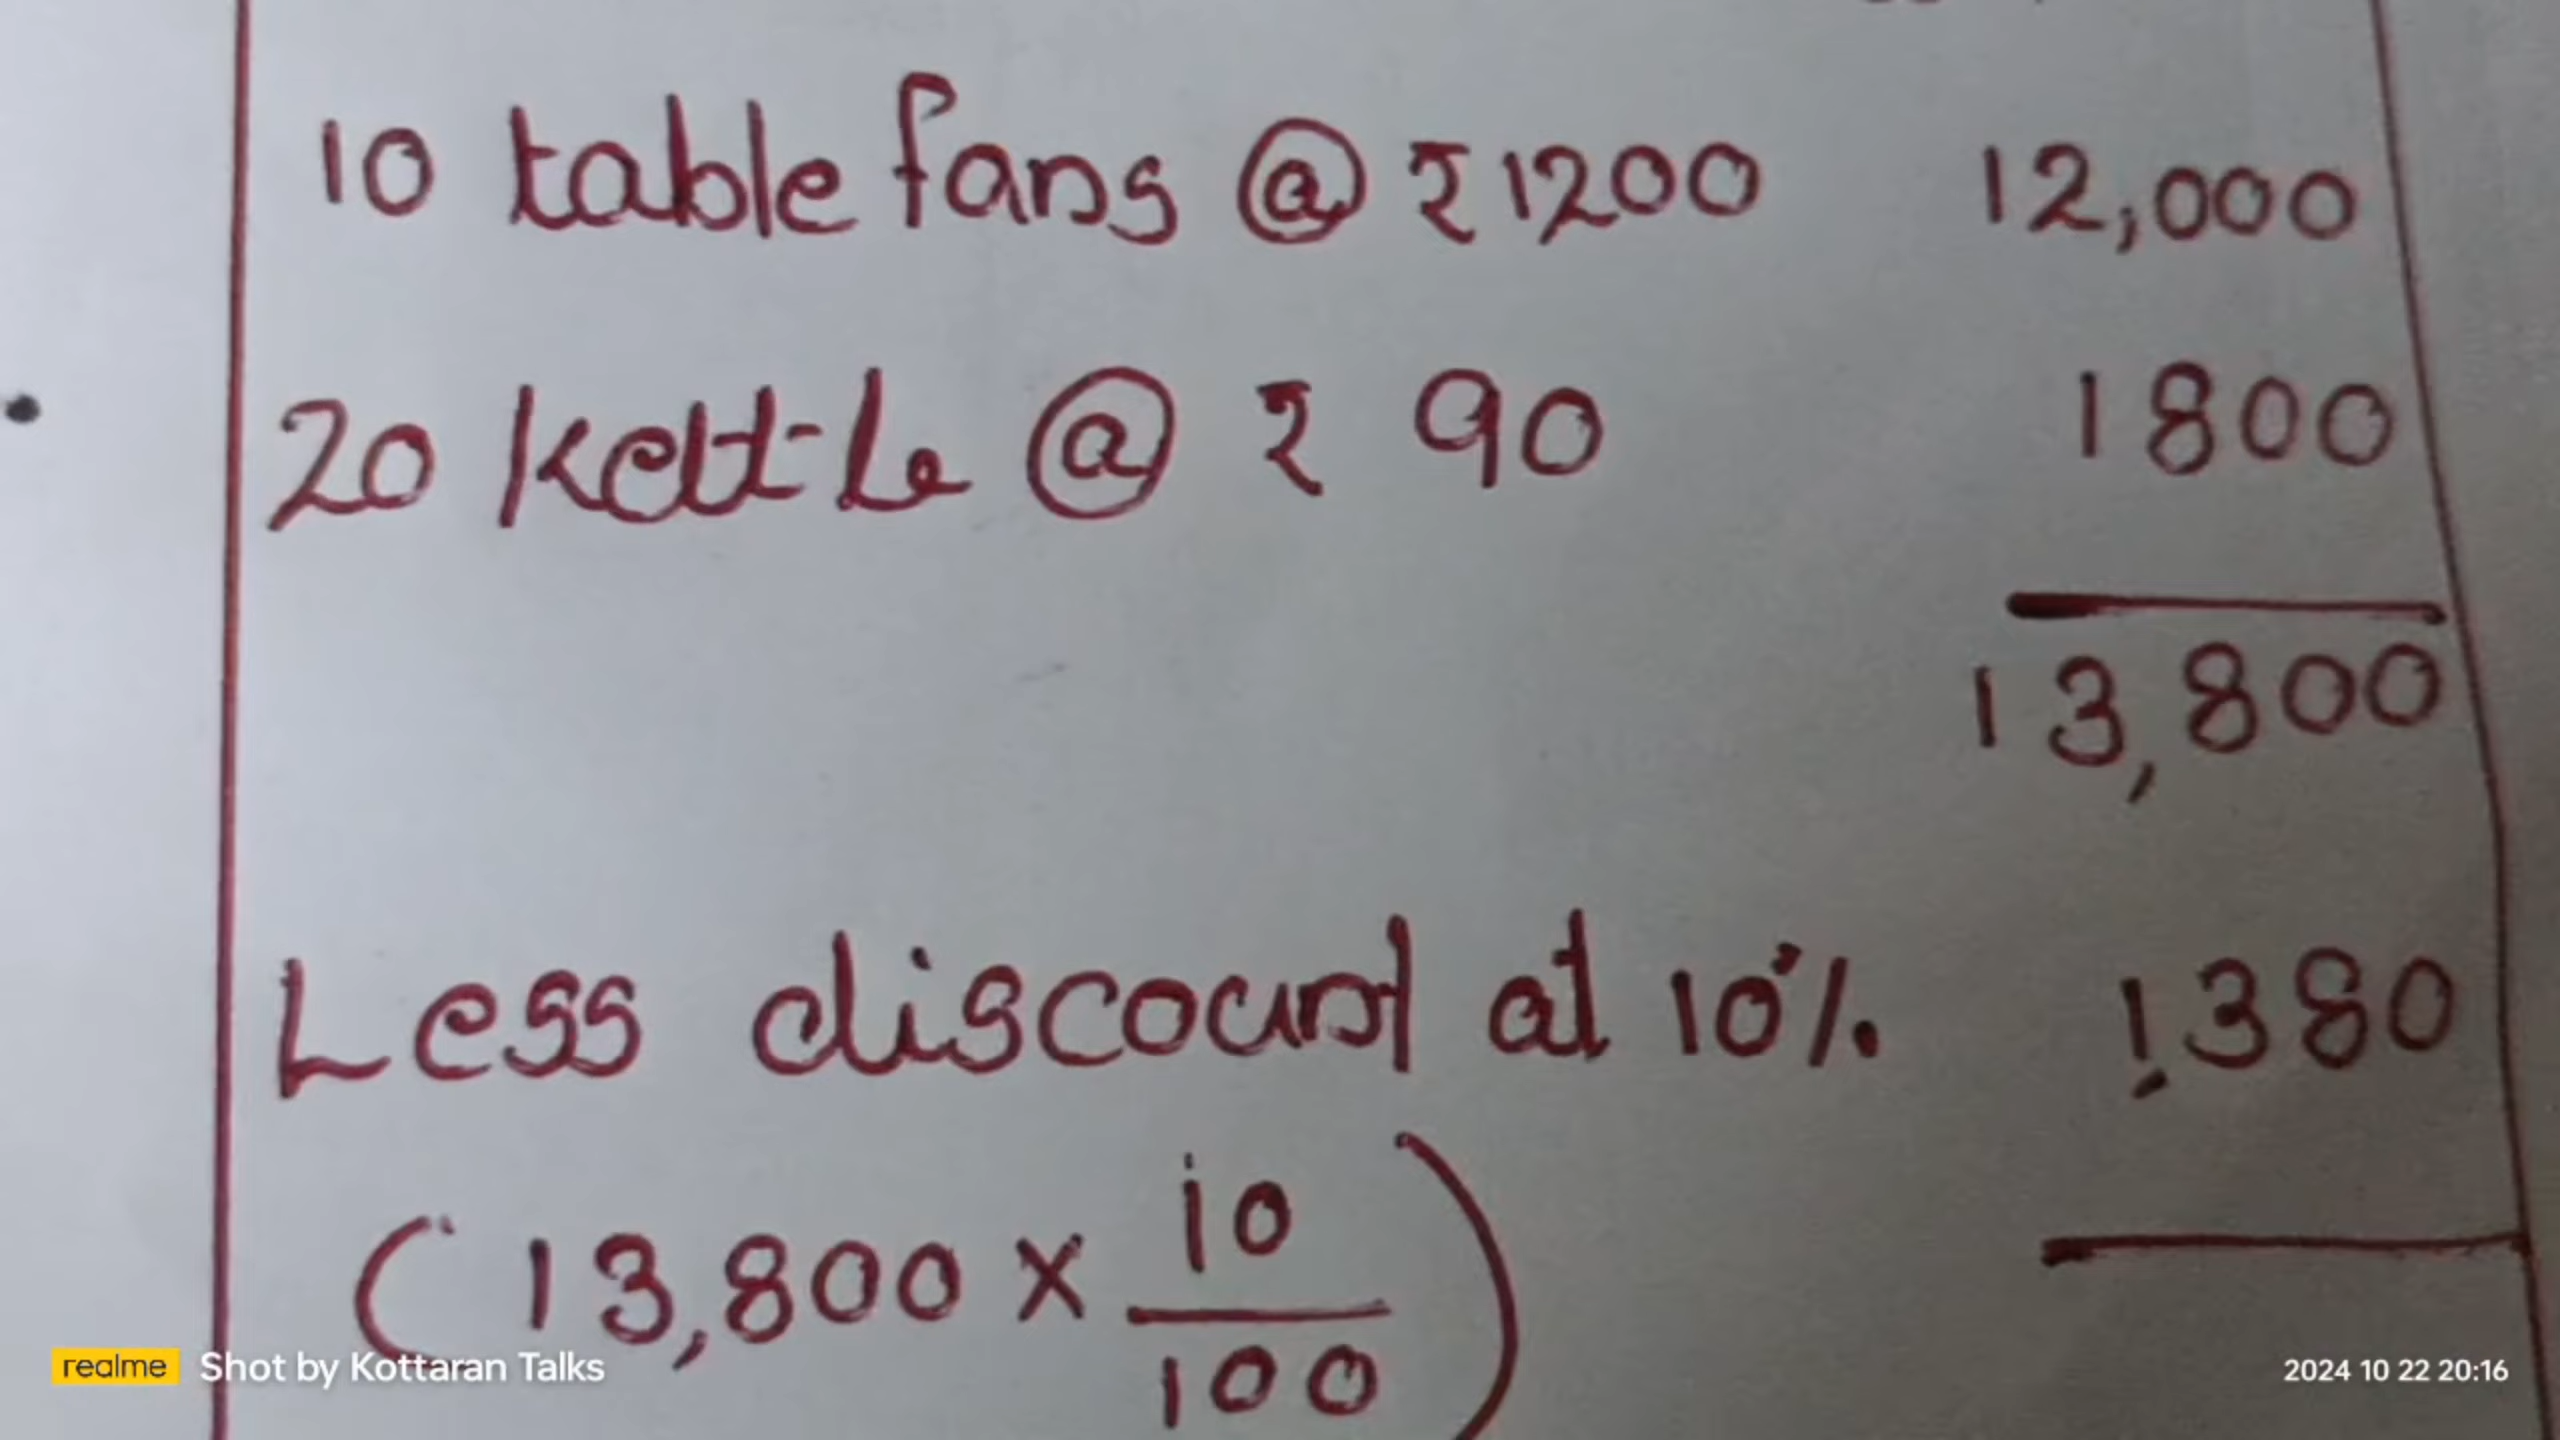 10 table fans @ ₹1200 12,000
20 kettle @ ₹ 90 1800
13,800
Less discount at 10% 1380
(13,800 × 10/100)
realme Shot by Kottaran Talks 2024 10 22 20:16